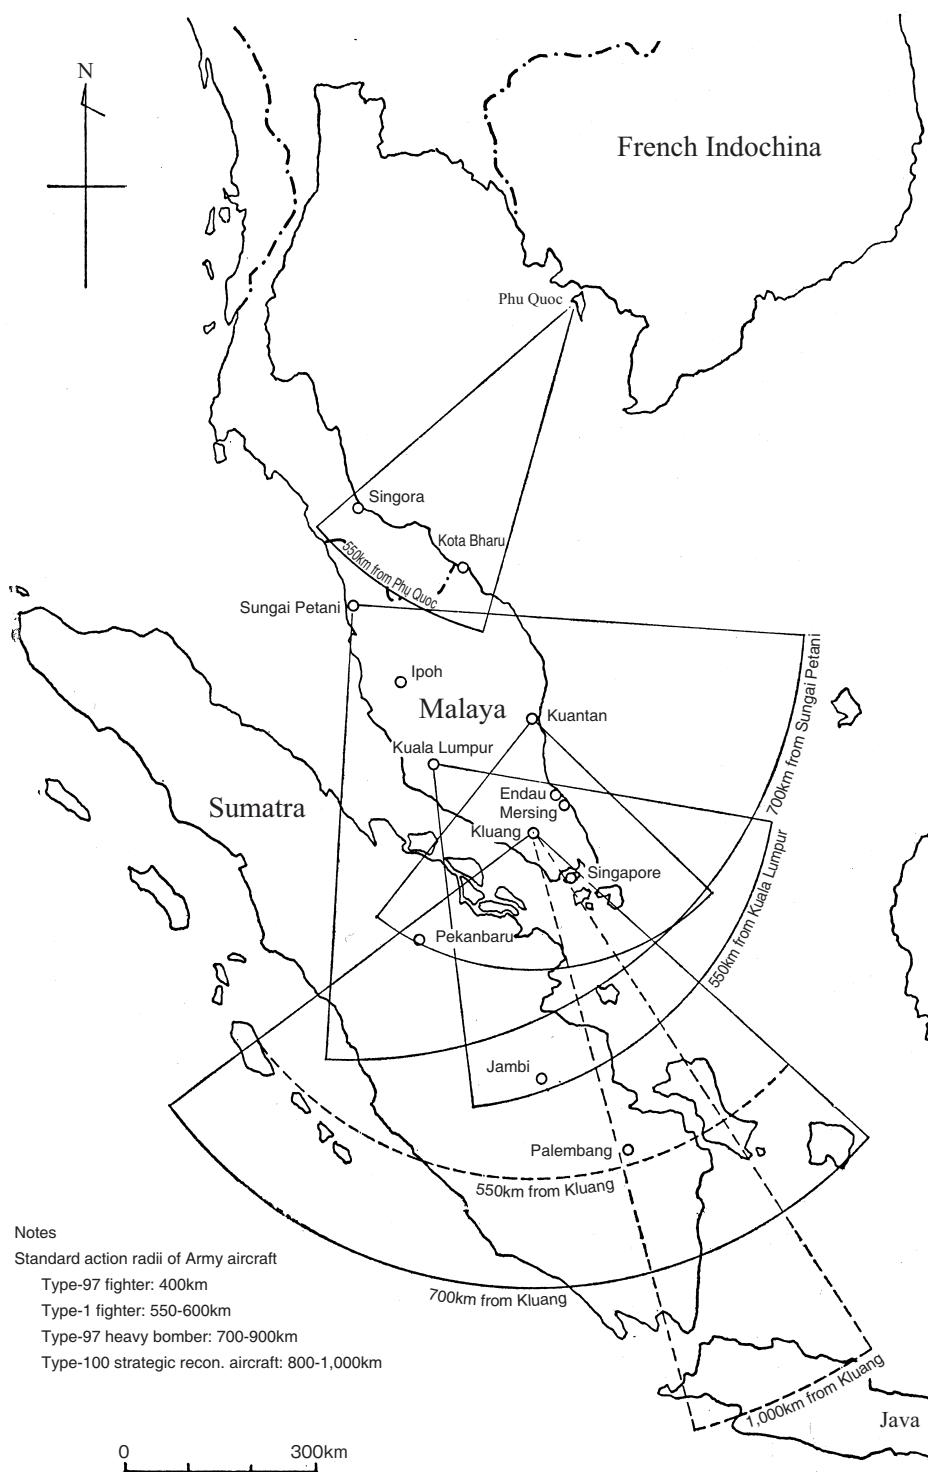 N
French Indochina
Phu Quoc
Singora
Kota Bharu
550km from Phu Quoc
Sungai Petani
Ipoh
Malaya
Kuantan
700km from Sungai Petani
Kuala Lumpur
Endau
Mersing
Sumatra
Kluang
Singapore
550km from Kuala Lumpur
Pekanbaru
Jambi
Palembang
550km from Kluang
700km from Kluang
Notes
Standard action radii of Army aircraft
Type-97 fighter: 400km
Type-1 fighter: 550-600km
Type-97 heavy bomber: 700-900km
Type-100 strategic recon. aircraft: 800-1,000km
1,000km from Kluang
Java
0 300km